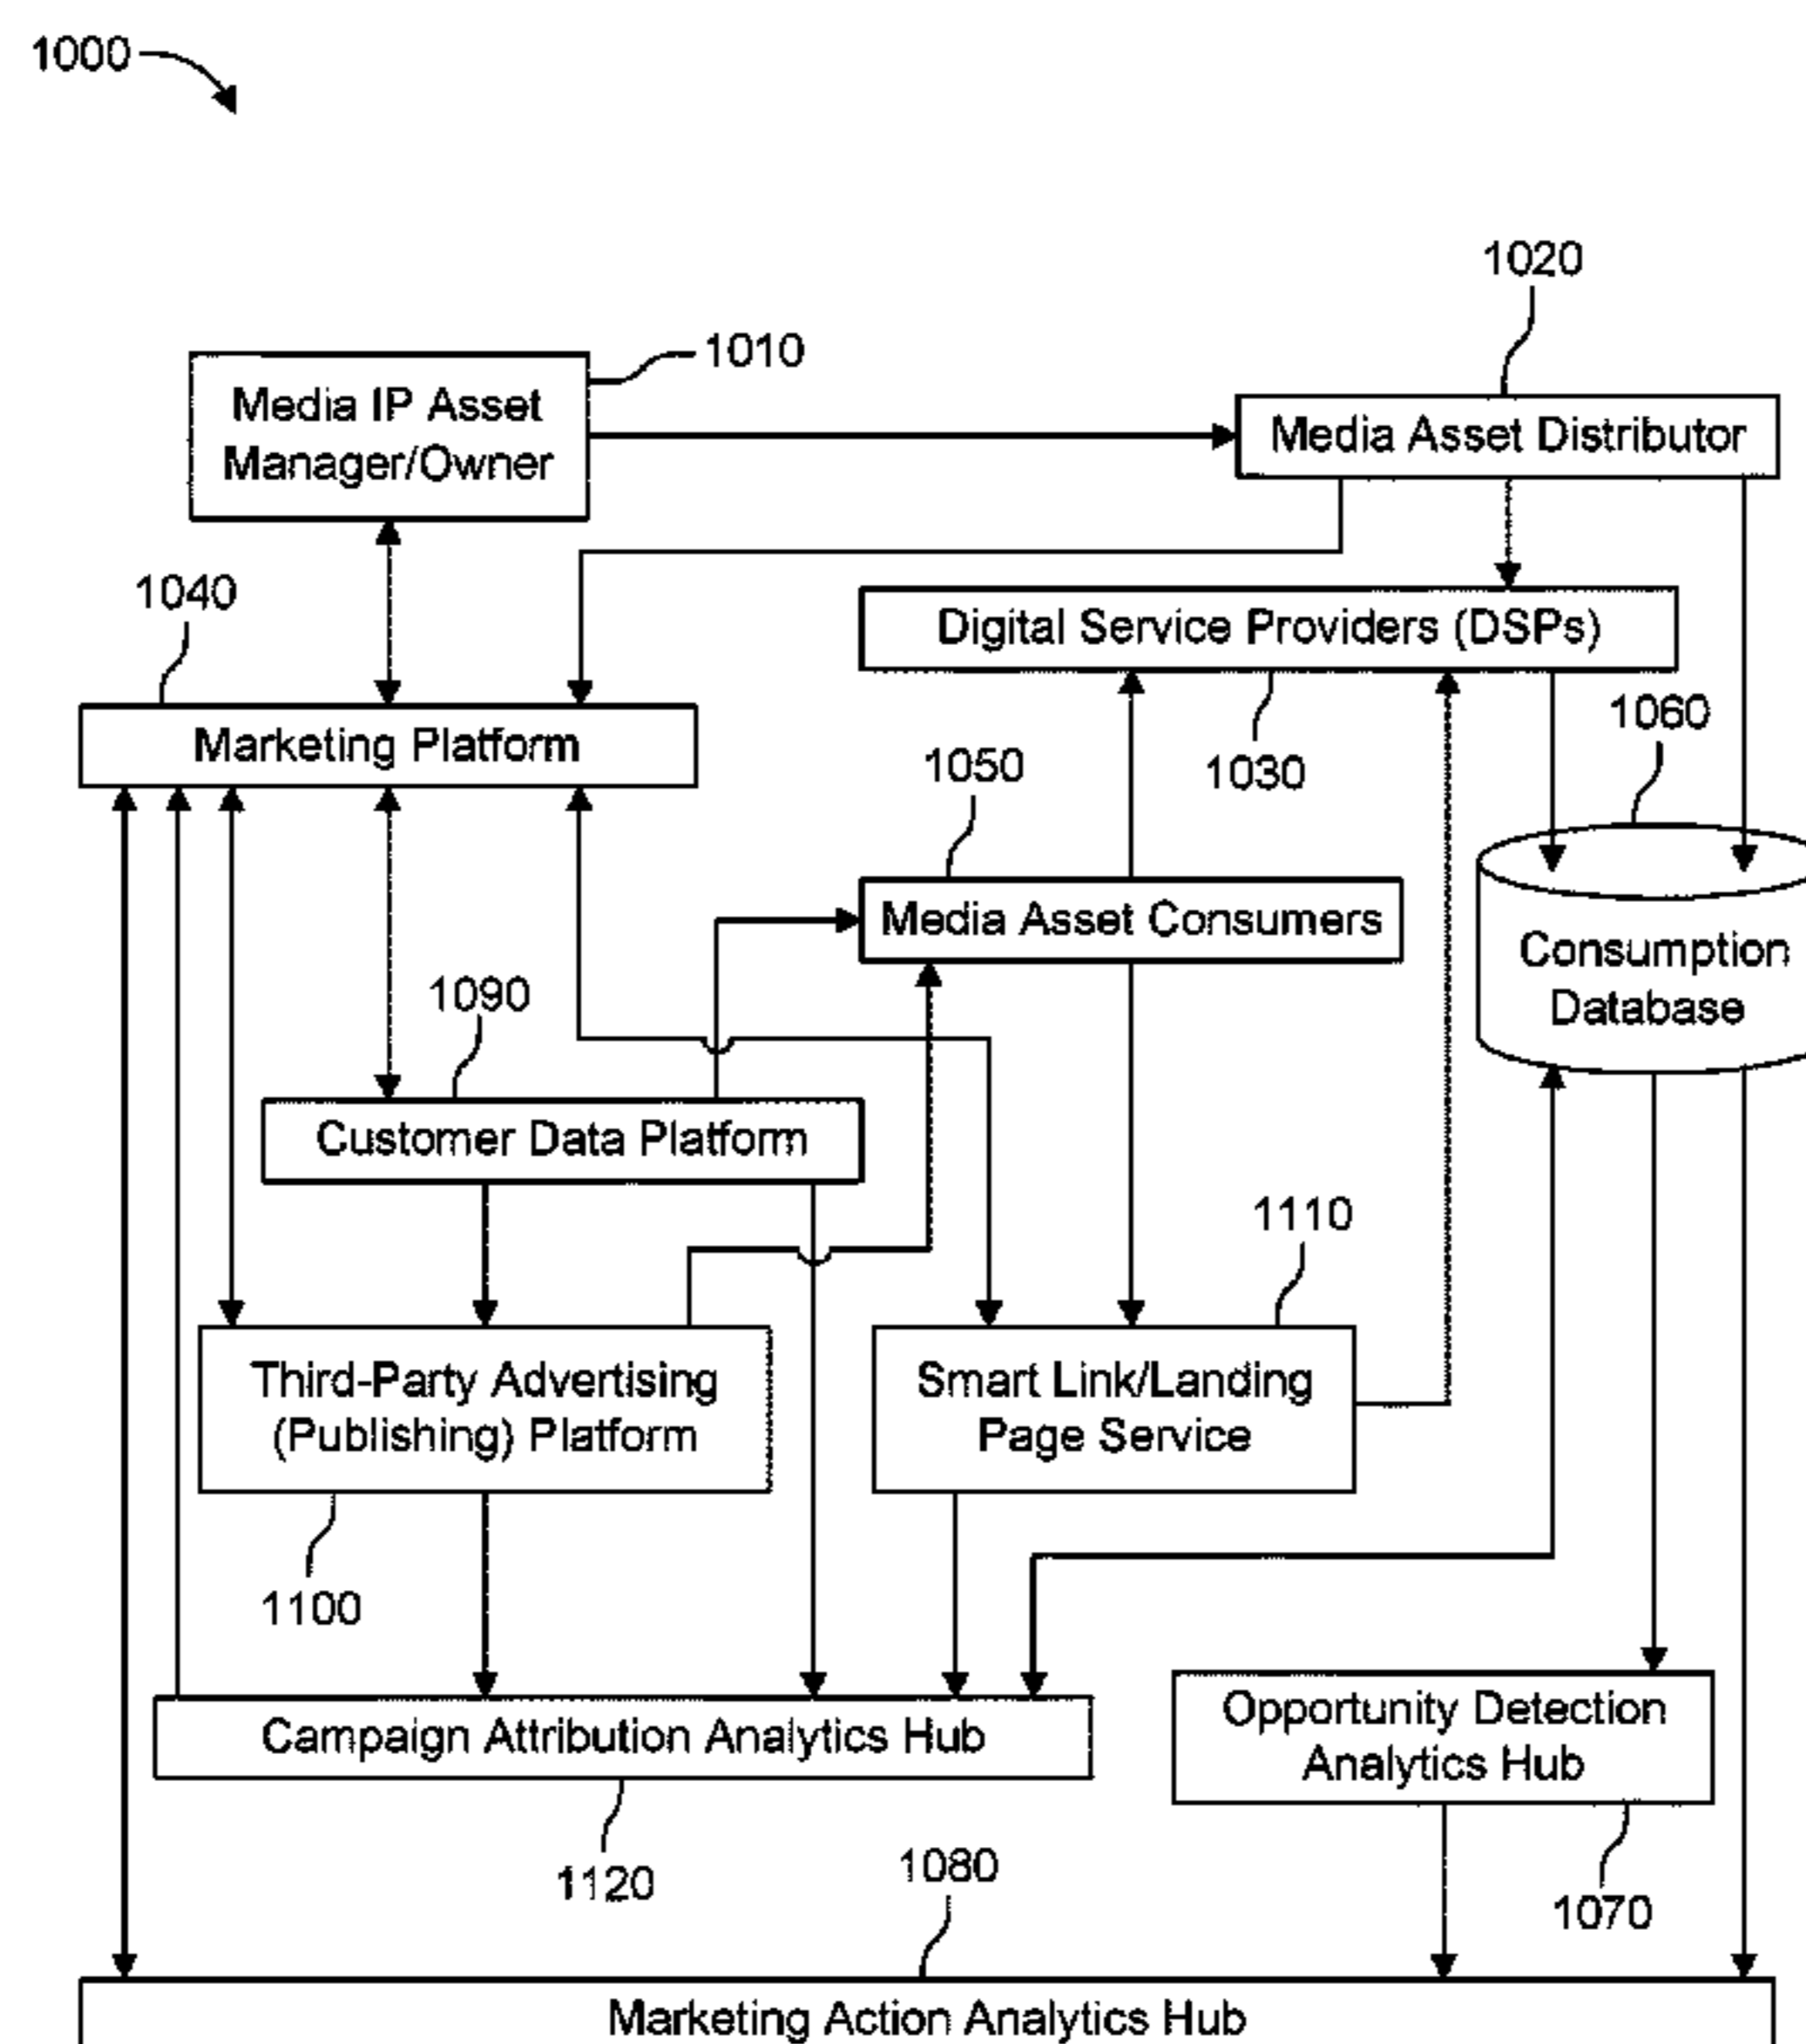 1000
1020
1010
Media IP Asset
Manager/Owner
Media Asset Distributor
1040
Digital Service Providers (DSPs)
1060
Marketing Platform
1050
1030
Media Asset Consumers
Consumption
Database
1090
Customer Data Platform
1110
Third-Party Advertising
(Publishing) Platform
Smart Link/Landing
Page Service
1100
Campaign Attribution Analytics Hub
Opportunity Detection
Analytics Hub
1120
1080
1070
Marketing Action Analytics Hub